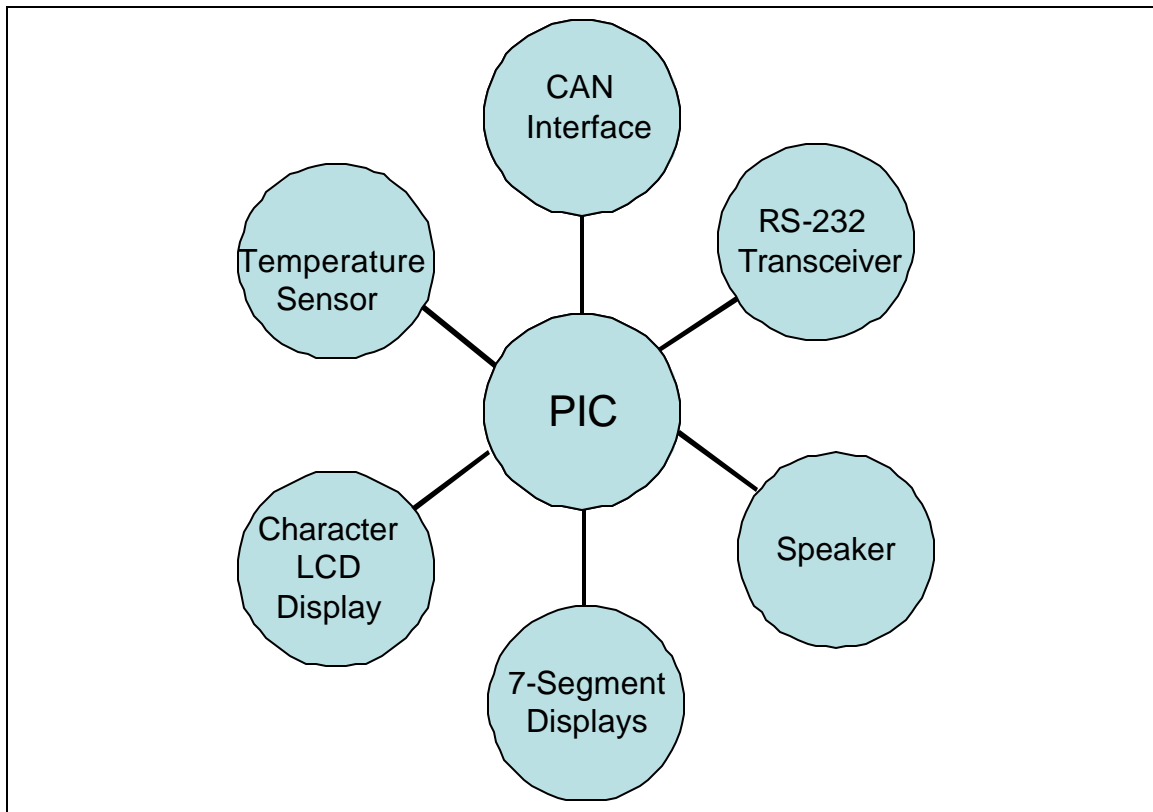 CAN
Interface
RS-232
Transceiver
Temperature
Sensor
PIC
Character
LCD
Display
Speaker
7-Segment
Displays